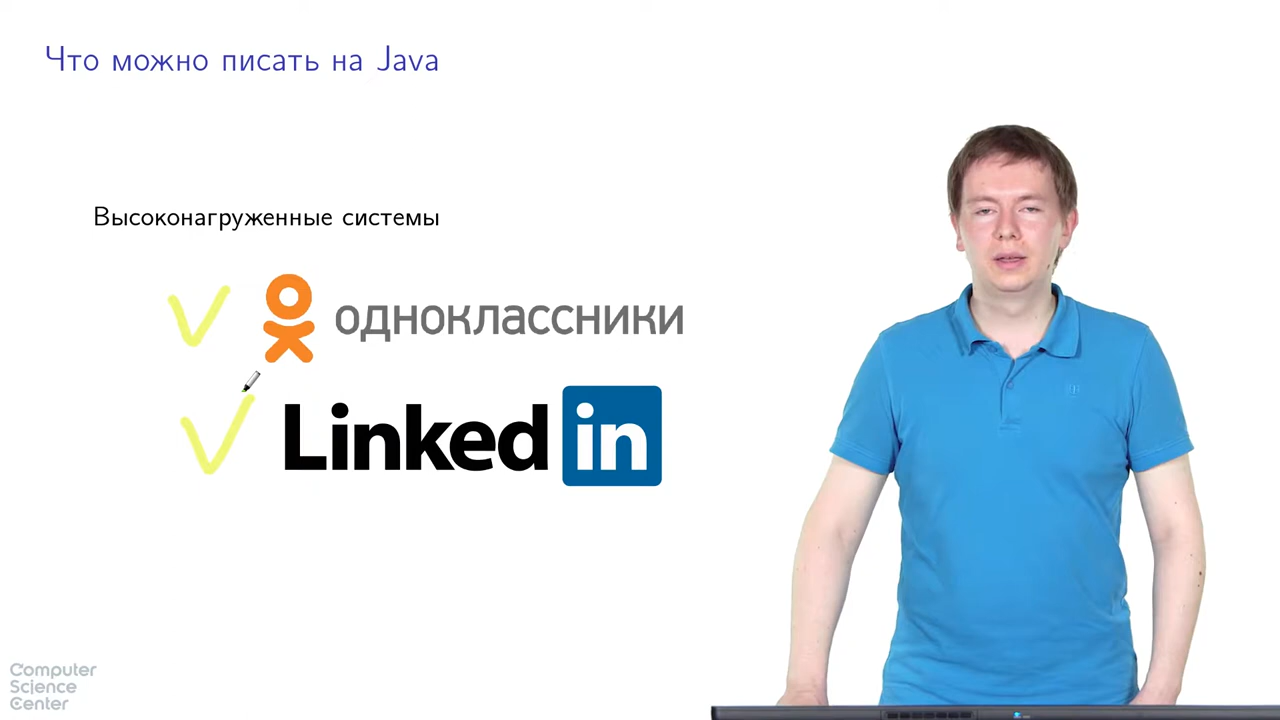 Что можно писать на Java
Высоконагруженные системы
одноклассники
Linked in
Computer
Science
Center